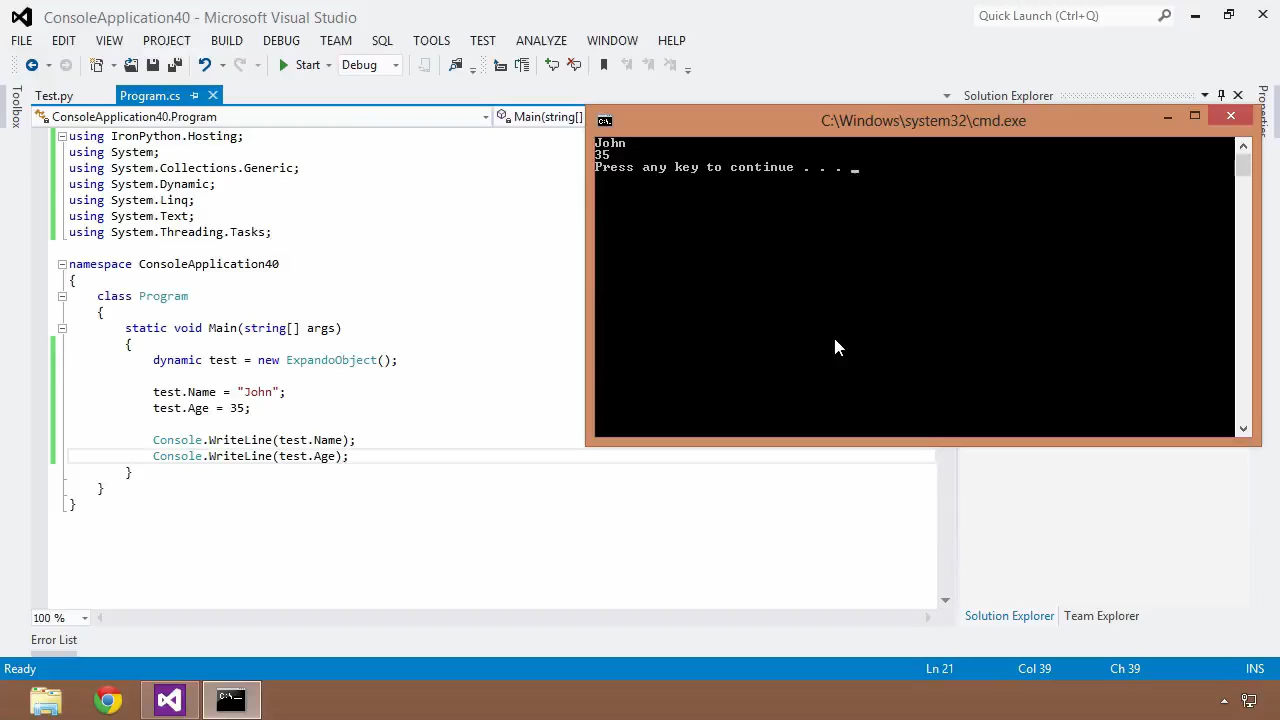 ConsoleApplication40 - Microsoft Visual Studio
Quick Launch (Ctrl+Q)
FILE EDIT VIEW PROJECT BUILD DEBUG TEAM SQL TOOLS TEST ANALYZE WINDOW HELP
Start Debug
Toolbox
Test.py Program.cs
Solution Explorer
ConsoleApplication40.Program
Main(string[]
using IronPython.Hosting;
using System;
using System.Collections.Generic;
using System.Dynamic;
using System.Linq;
using System.Text;
using System.Threading.Tasks;
namespace ConsoleApplication40
{
class Program
{
static void Main(string[] args)
{
dynamic test = new ExpandoObject();
test.Name = "John";
test.Age = 35;
Console.WriteLine(test.Name);
Console.WriteLine(test.Age);
}
}
}
C:\Windows\system32\cmd.exe
C:\_
John
35
Press any key to continue . . . _
100 %
Solution Explorer Team Explorer
Error List
Ready
Ln 21 Col 39 Ch 39 INS